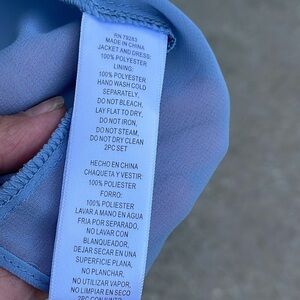 RN 79283
MADE IN CHINA
JACKET AND DRESS:
100% POLYESTER
LINING:
100% POLYESTER
HAND WASH COLD
SEPARATELY,
DO NOT BLEACH,
LAY FLAT TO DRY,
DO NOT IRON,
DO NOT STEAM,
DO NOT DRY CLEAN
2PC SET
HECHO EN CHINA
CHAQUETA Y VESTIR:
100% POLIESTER
FORRO:
100% POLIESTER
LAVAR A MANO EN AGUA
FRIA POR SEPARADO,
NO LAVAR CON
BLANQUEADOR,
DEJAR SECAR EN UNA
SUPERFICIE PLANA,
NO PLANCHAR,
NO UTILIZAR VAPOR,
NO LIMPIAR EN SECO
2PC CONJUNTO